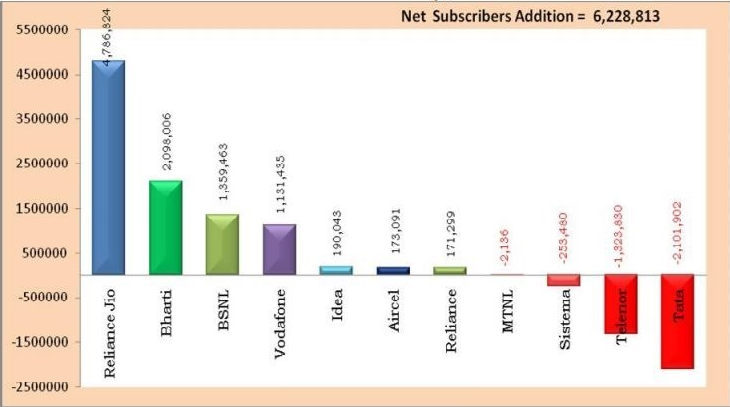 Net Subscribers Addition = 6,228,813
5500000
4500000
3500000
2500000
1500000
500000
-500000
-1500000
-2500000
4,786,824
2,098,006
1,359,463
1,131,435
190,043
173,091
171,299
-2,136
-253,480
-1,323,830
-2,101,902
Reliance Jio
Bharti
BSNL
Vodafone
Idea
Aircel
Reliance
MTNL
Sistema
Telenor
Tata